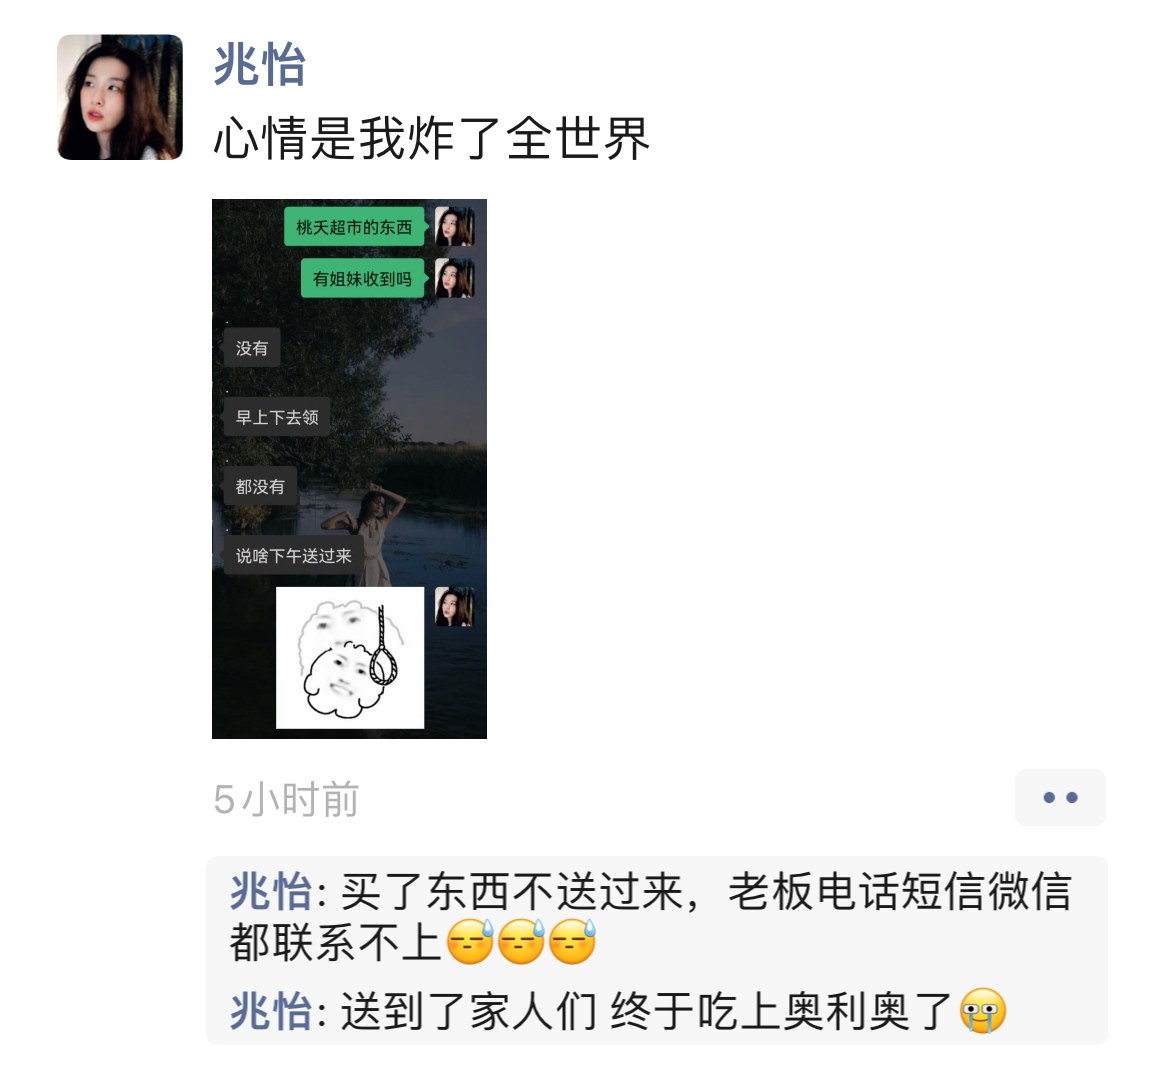 兆怡
心情是我炸了全世界
桃夭超市的东西
有姐妹收到吗
没有
早上下去领
都没有
说啥下午送过来
5小时前
兆怡: 买了东西不送过来，老板电话短信微信
都联系不上😓😓😓
兆怡: 送到了家人们 终于吃上奥利奥了😭